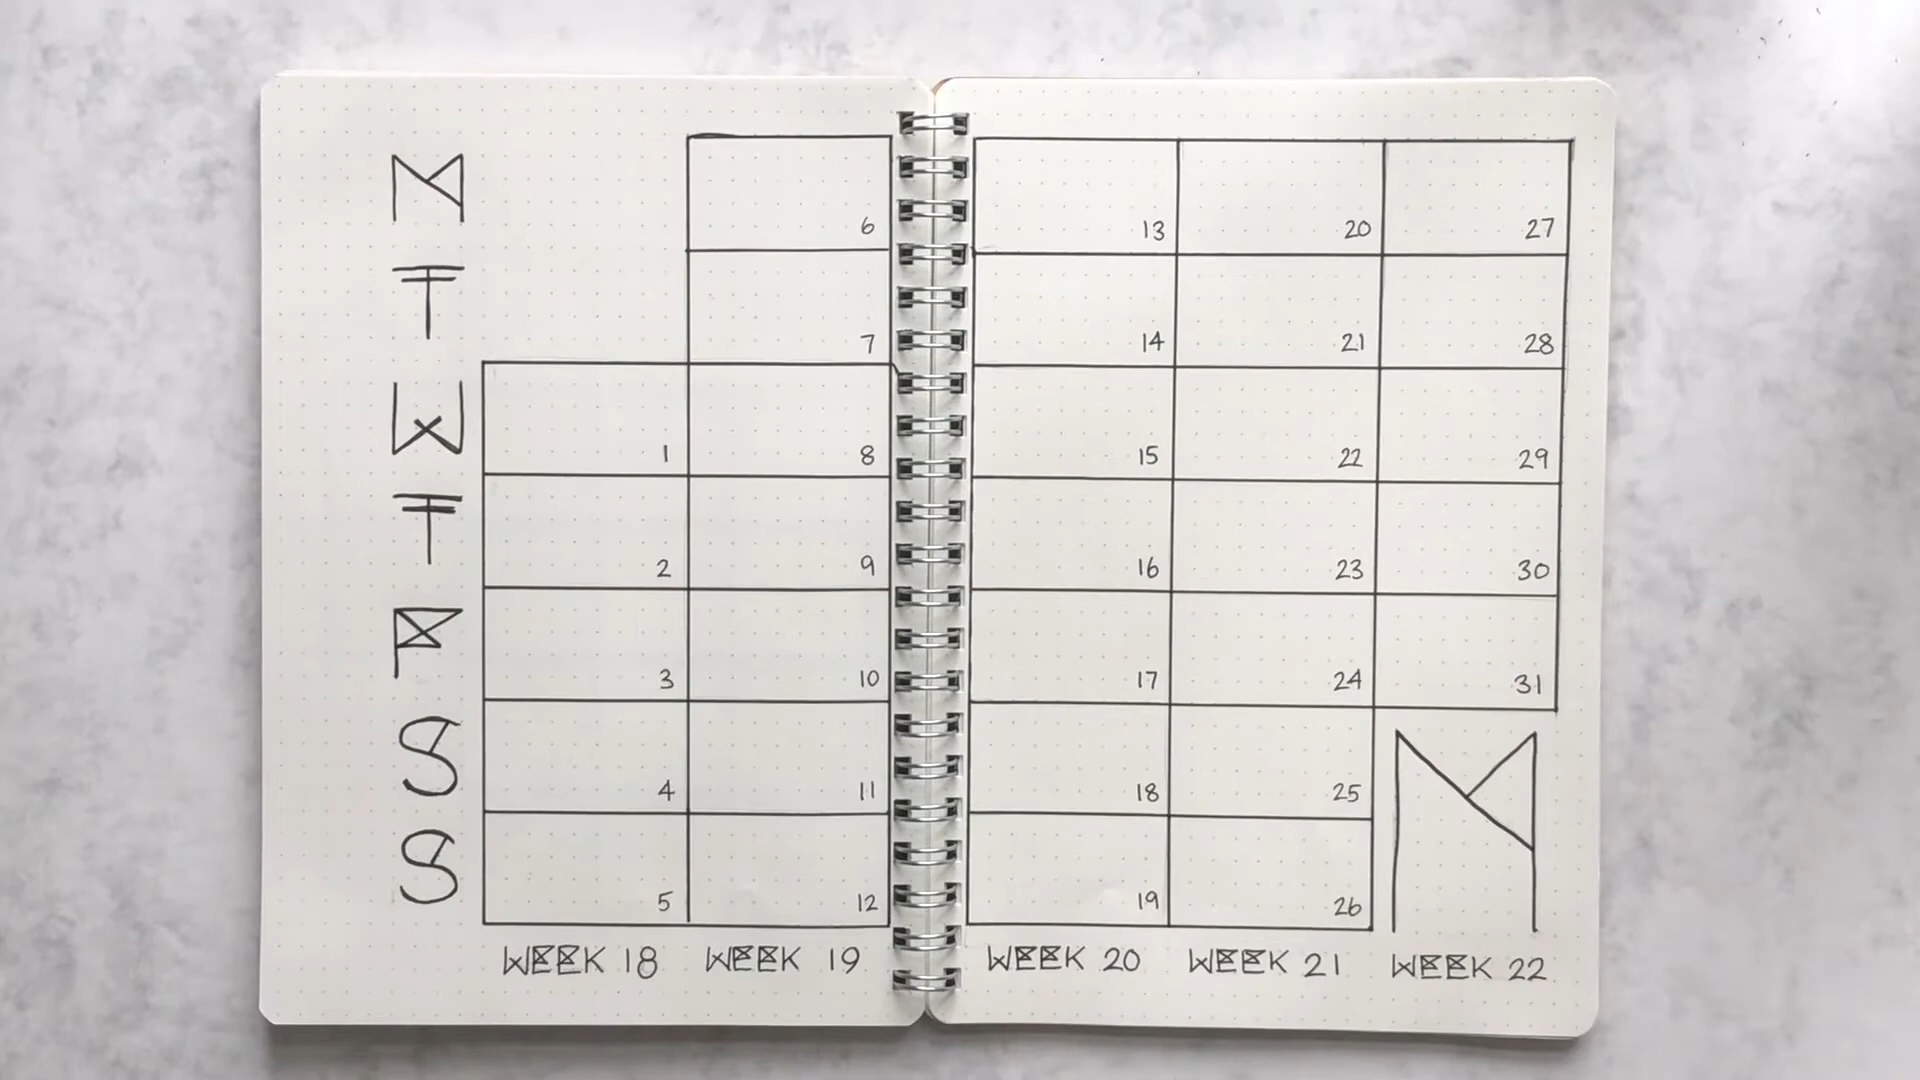 M 6 13 20 27
T 7 14 21 28
W 1 8 15 22 29
T 2 9 16 23 30
F 3 10 17 24 31
S 4 11 18 25
S 5 12 19 26 M
WEEK 18 WEEK 19 WEEK 20 WEEK 21 WEEK 22